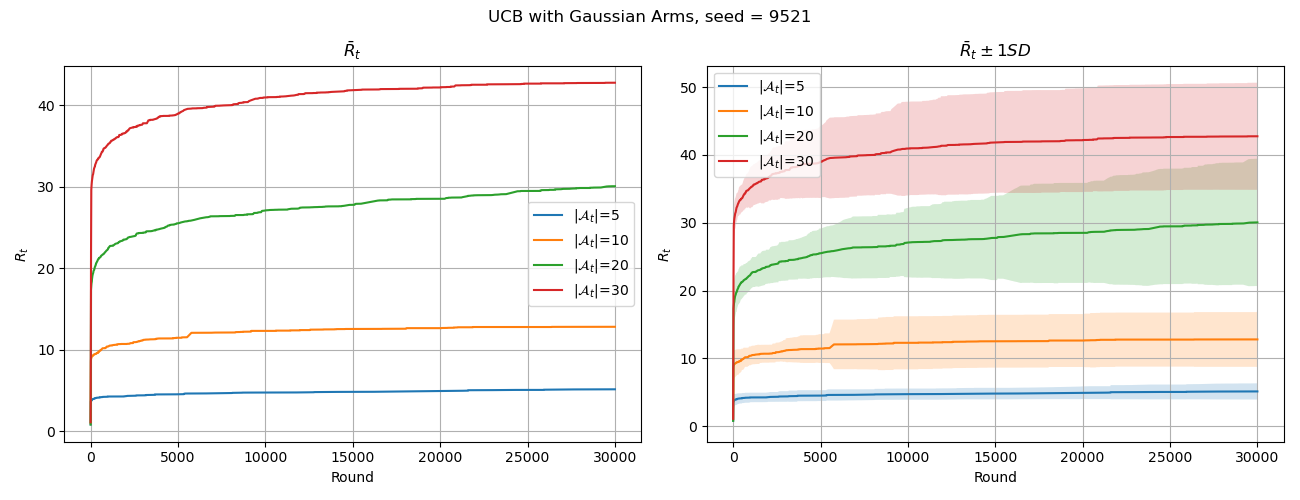 UCB with Gaussian Arms, seed = 9521
R̄ₜ
40
30
20
10
0
Rₜ
0 5000 10000 15000 20000 25000 30000
Round
|𝒜ₜ|=5
|𝒜ₜ|=10
|𝒜ₜ|=20
|𝒜ₜ|=30
R̄ₜ ± 1SD
50
40
30
20
10
0
Rₜ
0 5000 10000 15000 20000 25000 30000
Round
|𝒜ₜ|=5
|𝒜ₜ|=10
|𝒜ₜ|=20
|𝒜ₜ|=30